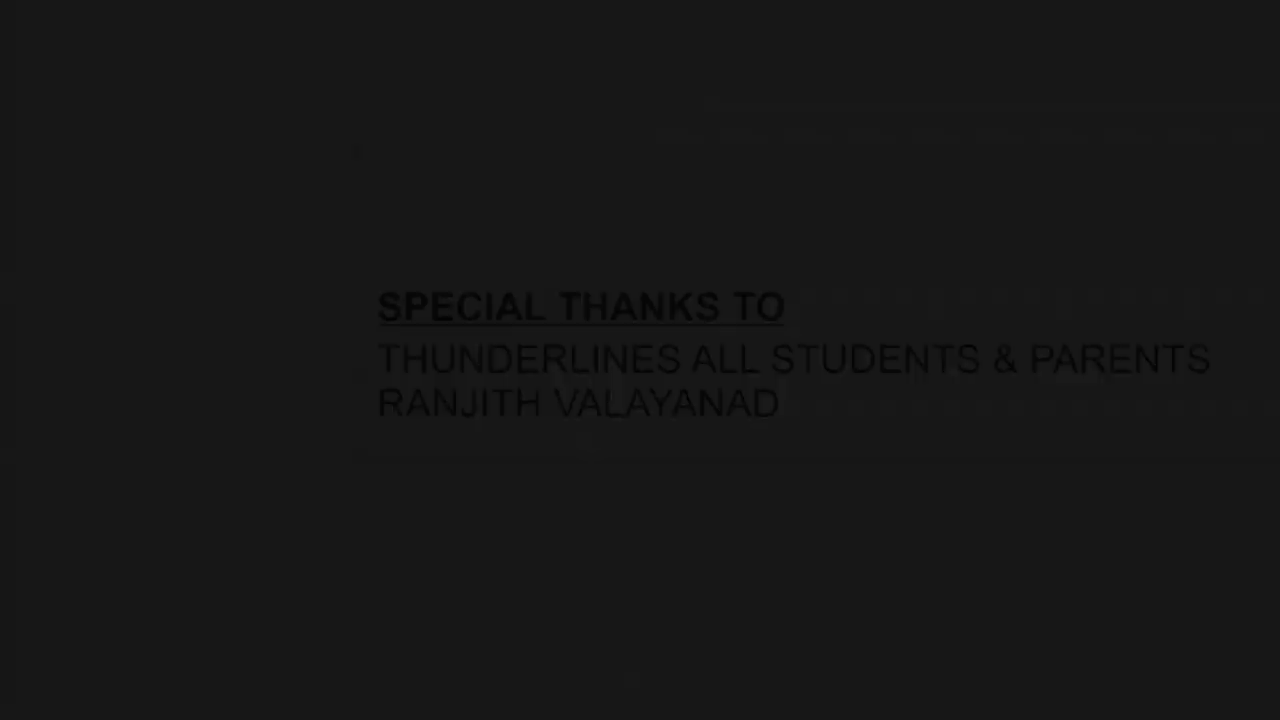 SPECIAL THANKS TO
THUNDERLINES ALL STUDENTS & PARENTS
RANJITH VALAYANAD